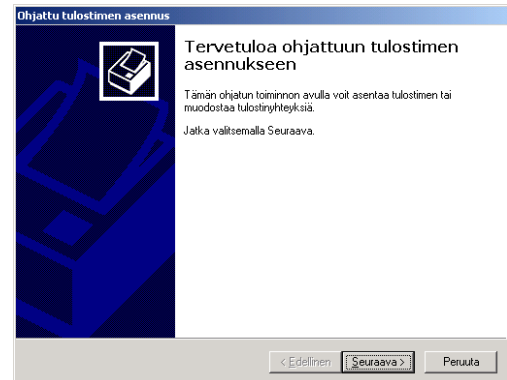 Ohjattu tulostimen asennus
Tervetuloa ohjattuun tulostimen
asennukseen
Tämän ohjatun toiminnon avulla voit asentaa tulostimen tai
muodostaa tulostinyhteyksiä.
Jatka valitsemalla Seuraava.
< Edellinen Seuraava > Peruuta